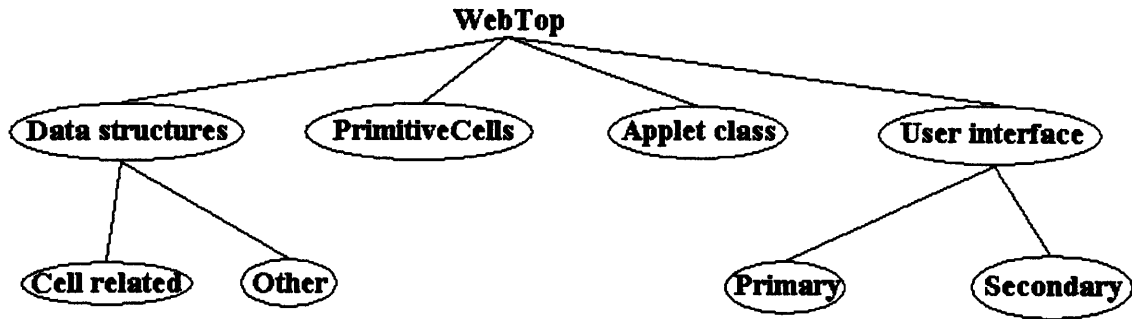 WebTop
Data structures
PrimitiveCells
Applet class
User interface
Cell related
Other
Primary
Secondary